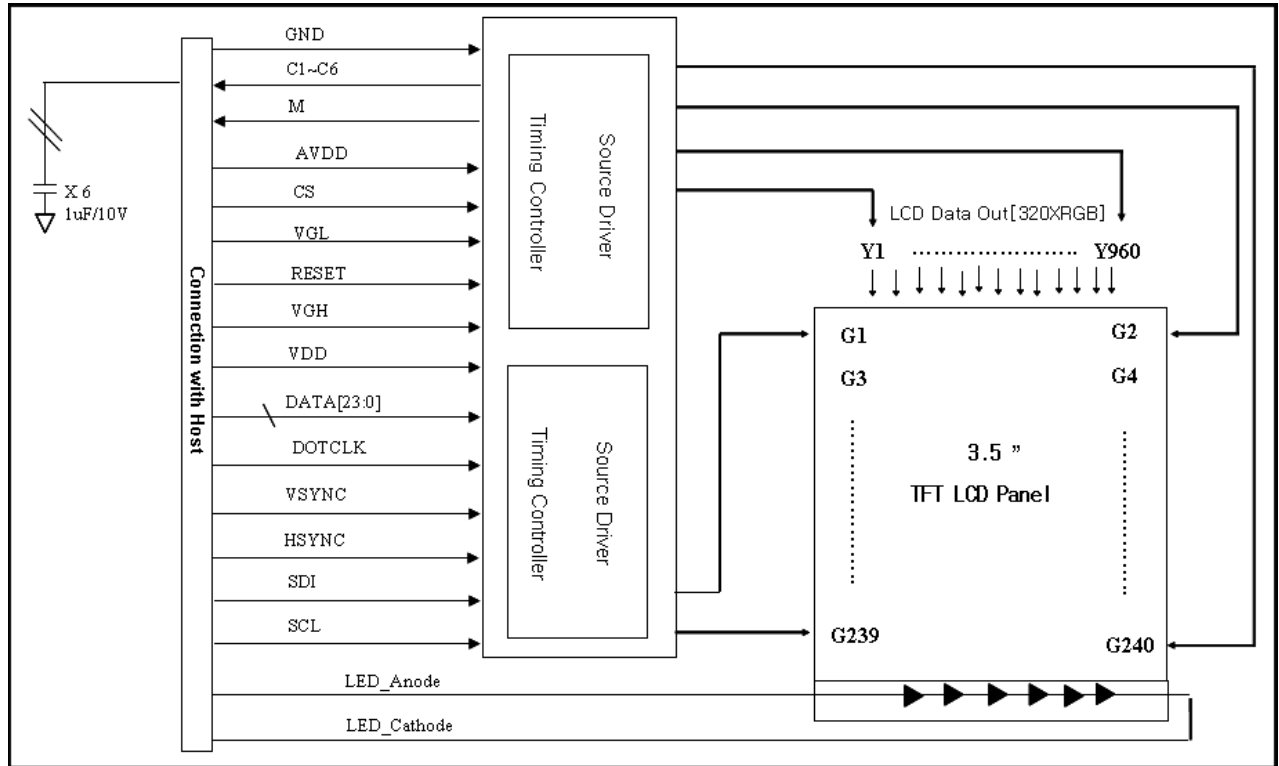 GND
C1~C6
M
AVDD
CS
VGL
RESET
VGH
VDD
DATA[23:0]
DOTCLK
VSYNC
HSYNC
SDI
SCL
LED_Anode
LED_Cathode
X 6
1uF/10V
Connection with Host
Timing Controller
Source Driver
Timing Controller
Source Driver
LCD Data Out[320XRGB]
Y1 ........................ Y960
G1
G2
G3
G4
3.5 ”
TFT LCD Panel
G239
G240